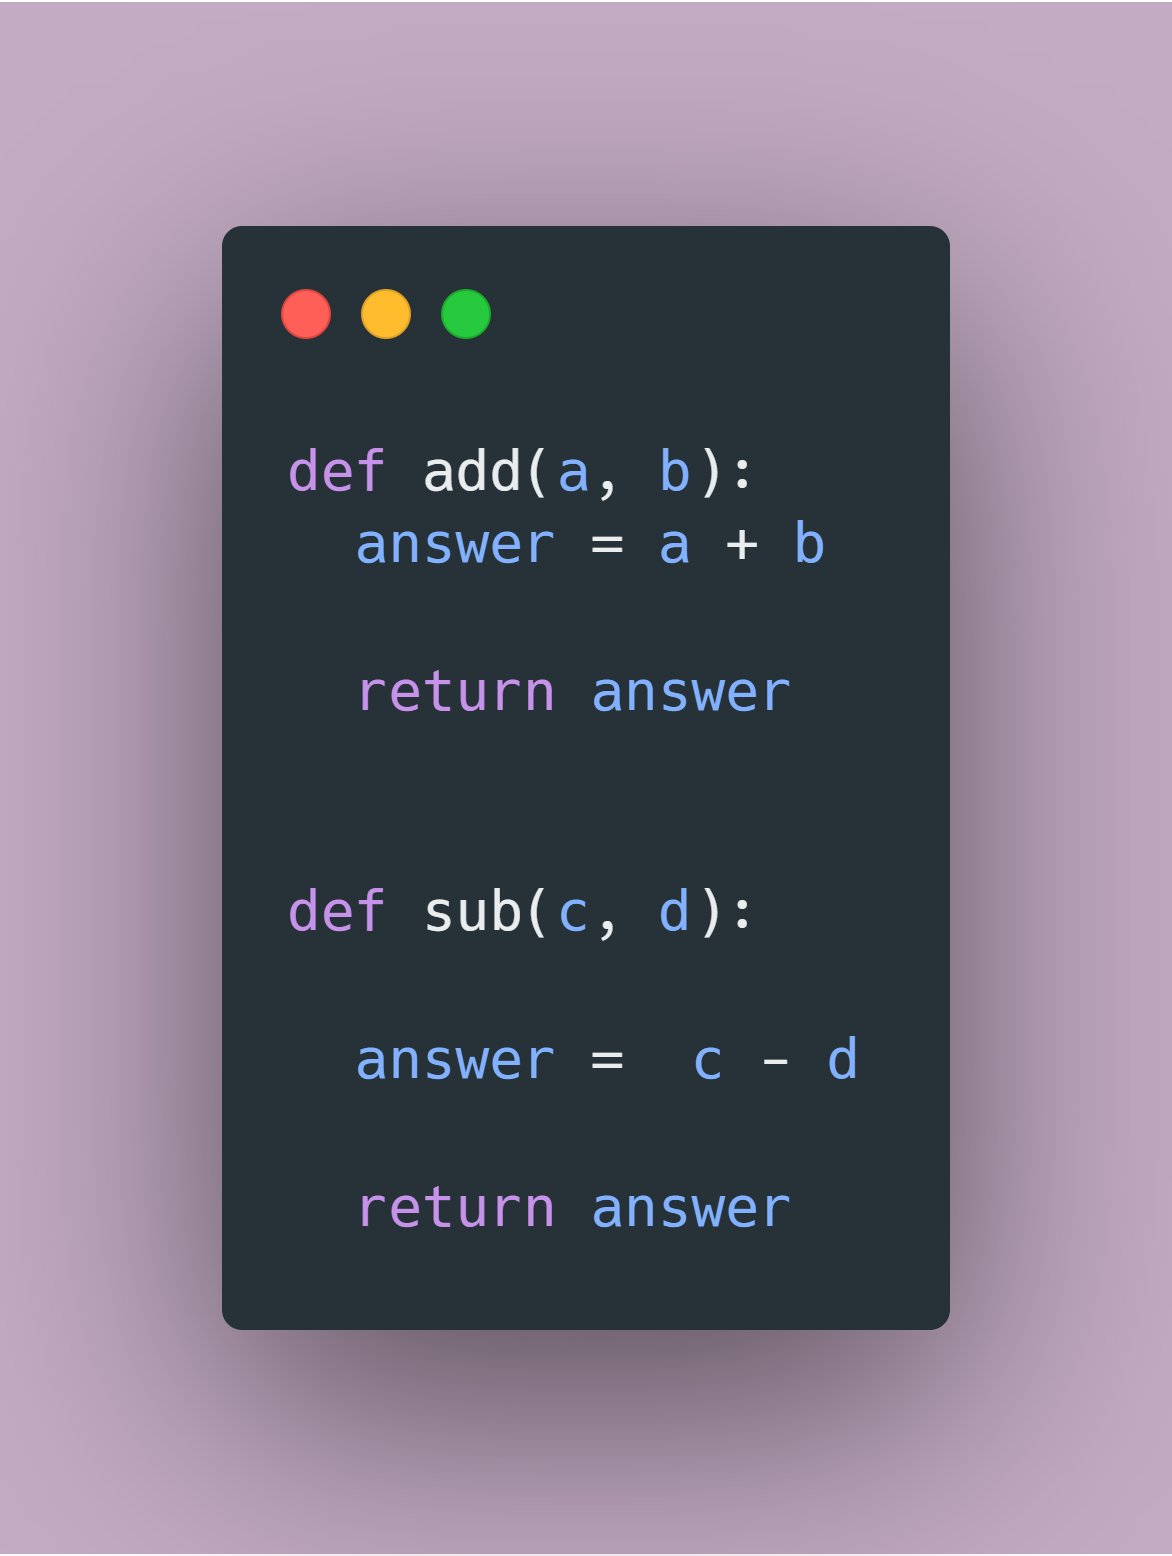 def add(a, b):
  answer = a + b
  return answer
def sub(c, d):
  answer =  c - d
  return answer